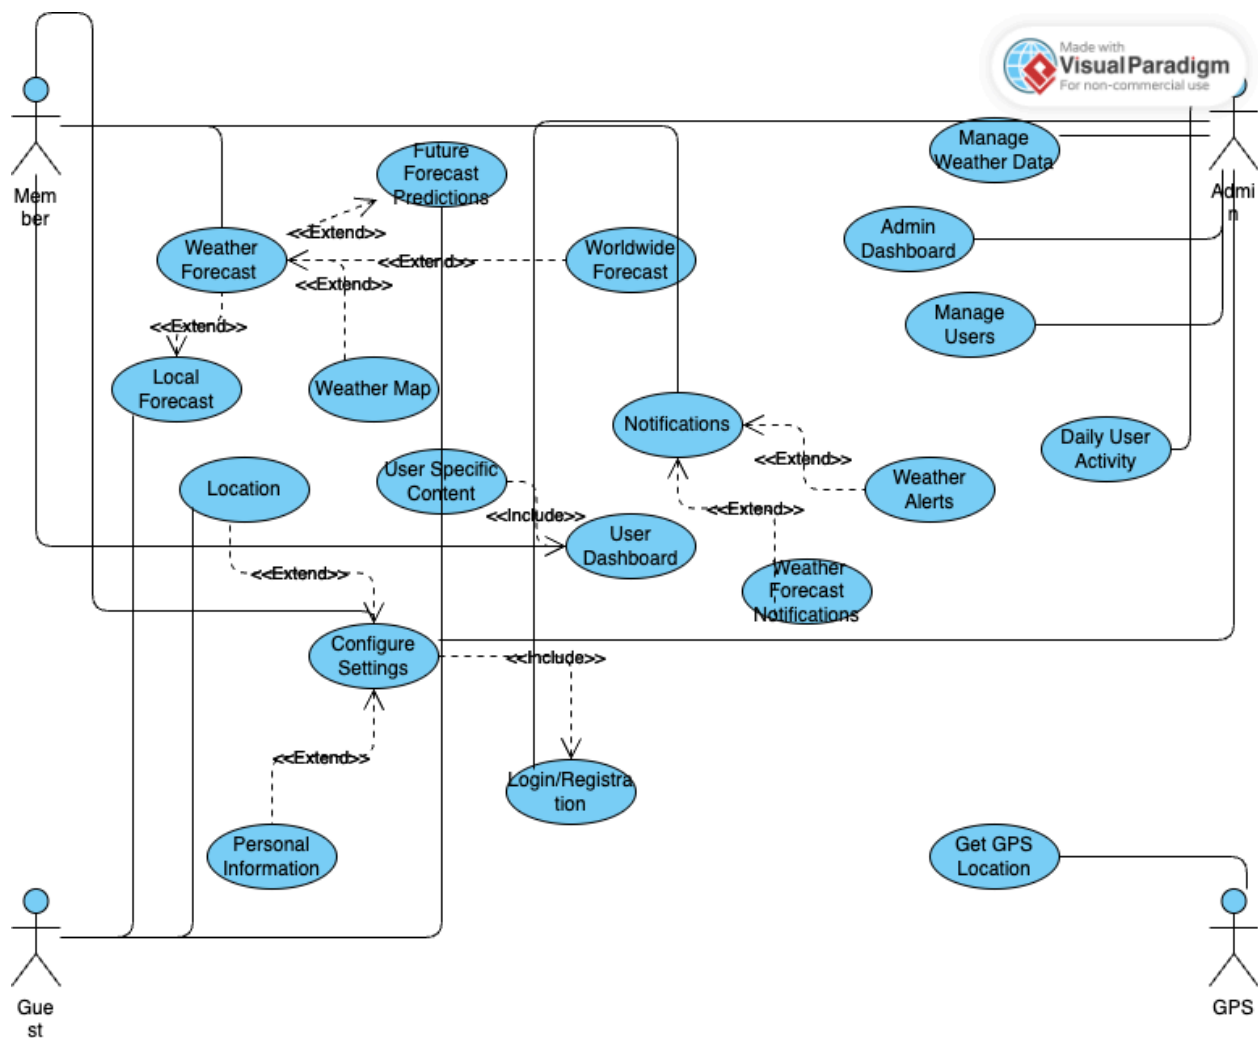 Made with
Visual Paradigm
For non-commercial use
Mem
ber
Admi
n
Manage
Weather Data
Future
Forecast
Predictions
<<Extend>>
Weather
Forecast
<<Extend>>
Worldwide
Forecast
Admin
Dashboard
<<Extend>>
<<Extend>>
Manage
Users
Local
Forecast
Weather Map
Notifications
Daily User
Activity
<<Extend>>
User Specific
Content
Location
Weather
Alerts
<<Include>>
<<Extend>>
User
Dashboard
<<Extend>>
Weather
Forecast
Notifications
Configure
Settings
<<Include>>
<<Extend>>
Login/Registra
tion
Personal
Information
Get GPS
Location
Gue
st
GPS